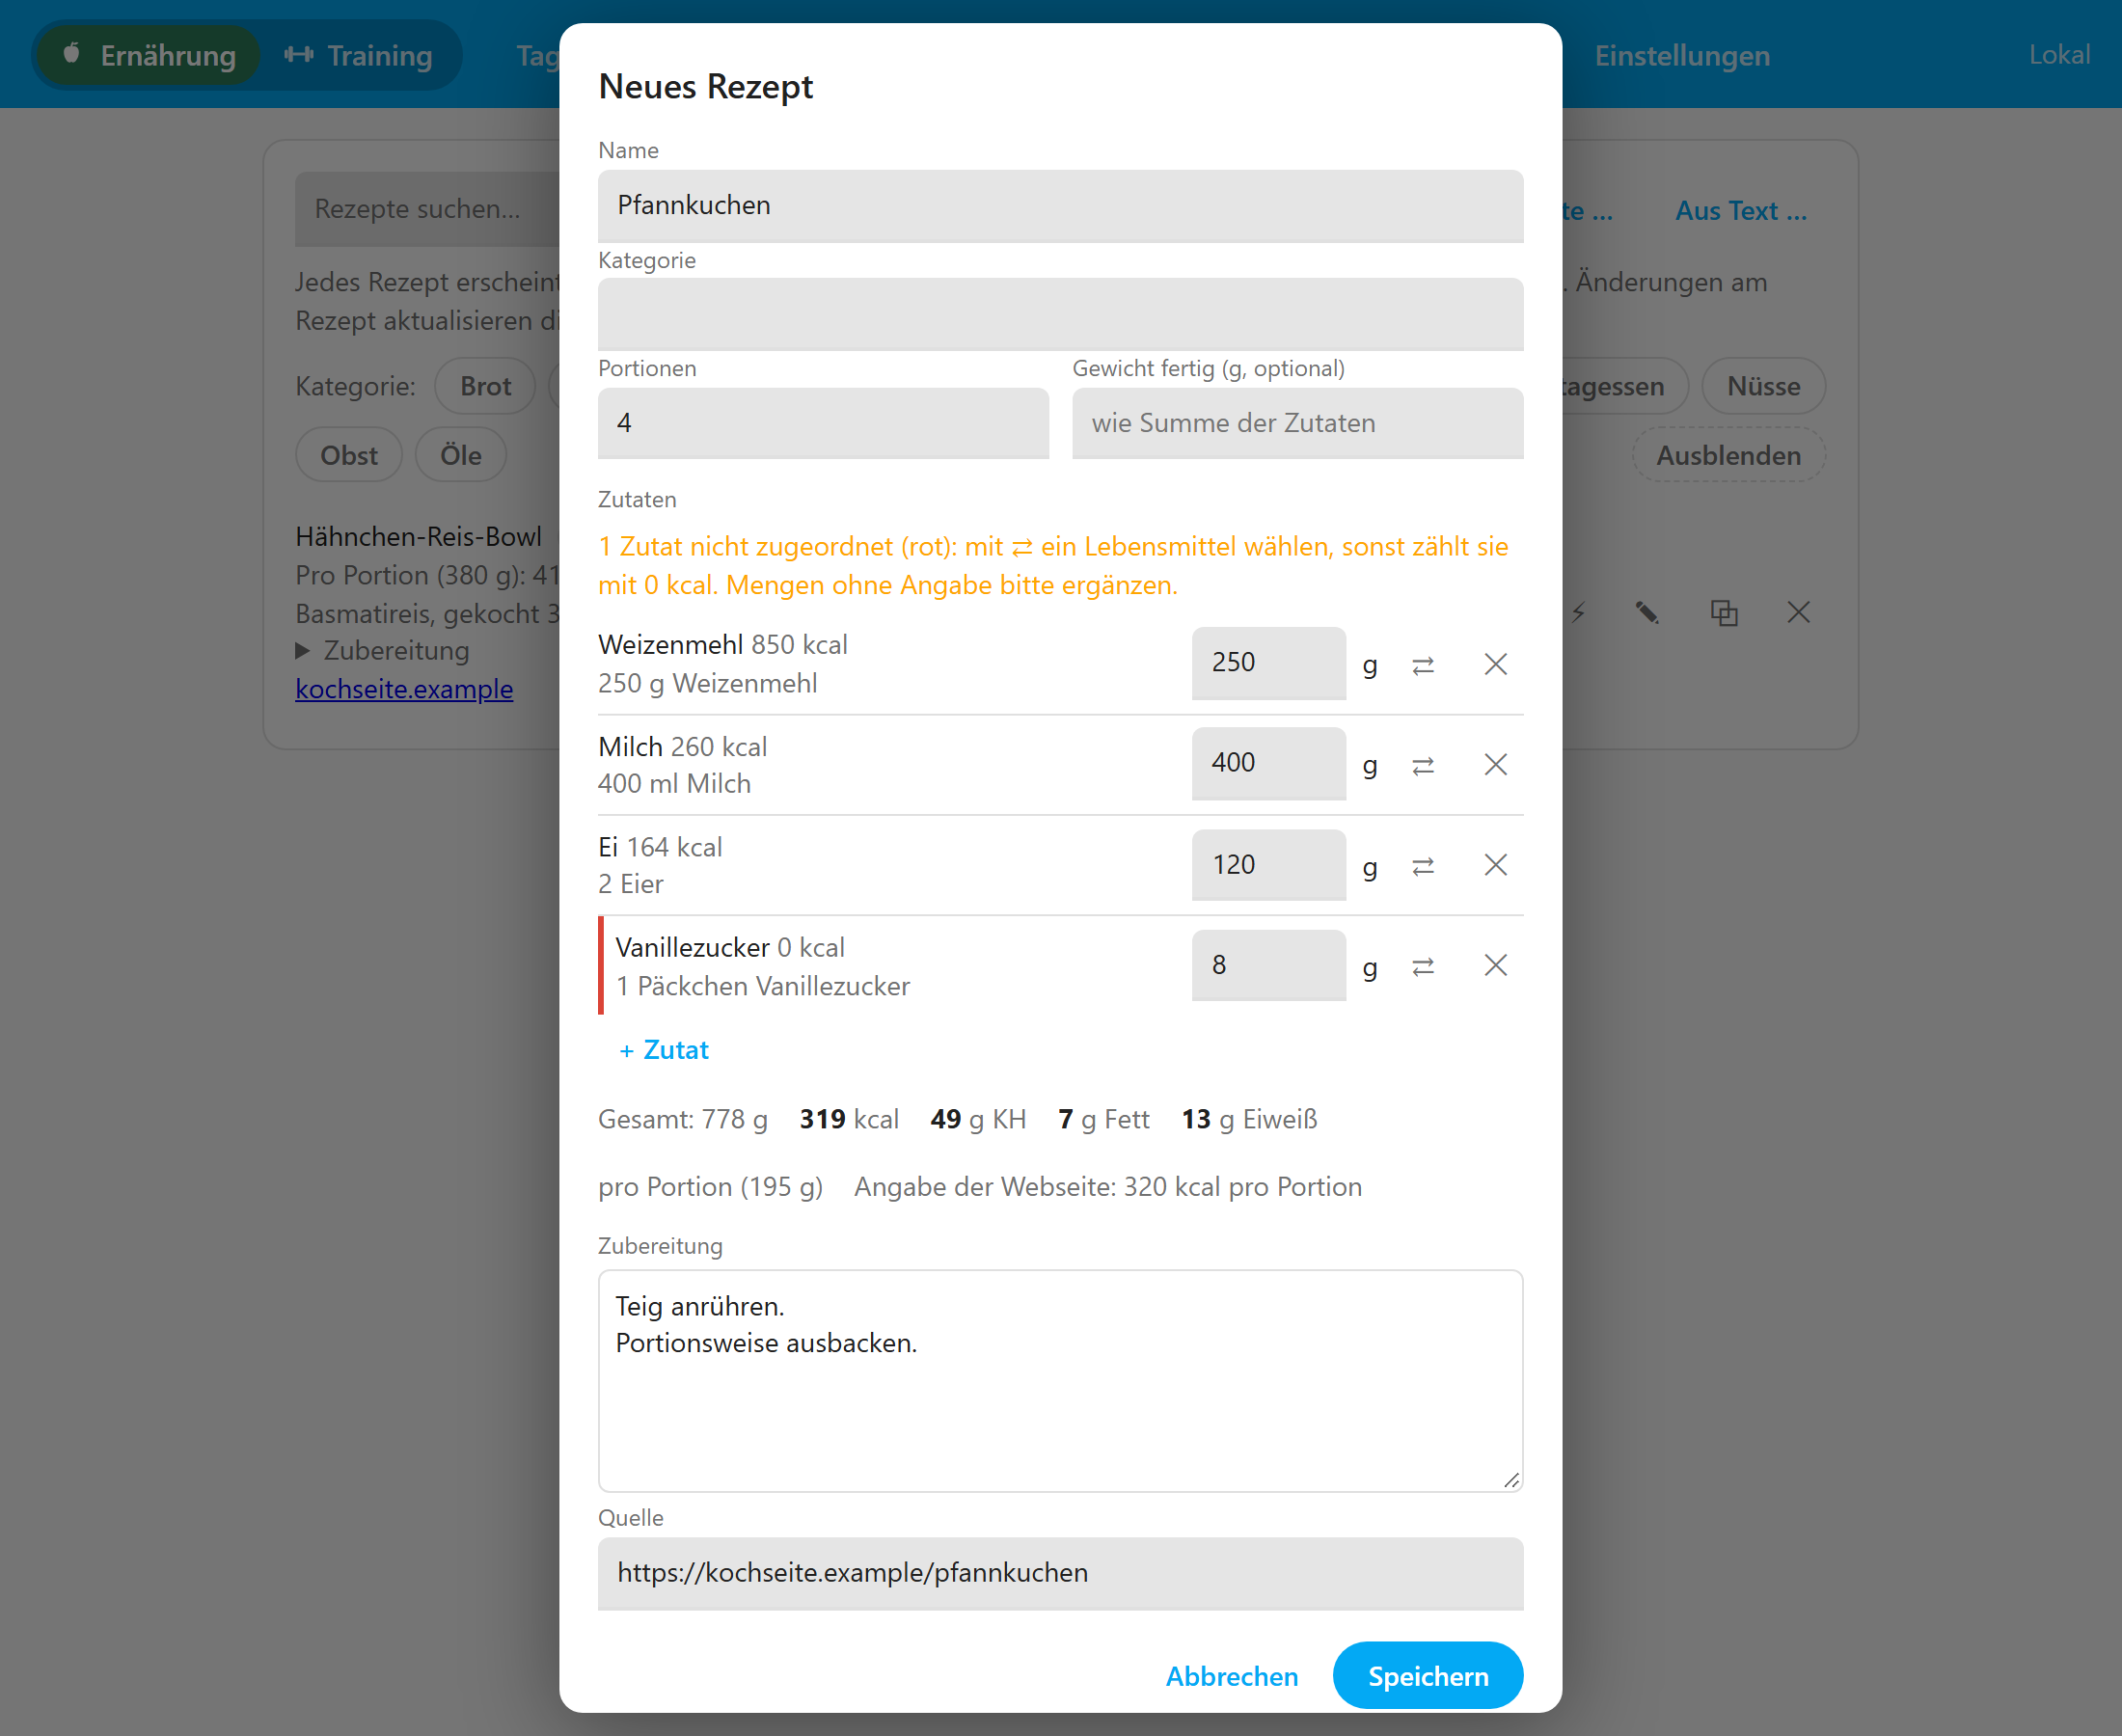 Ernährung
Training
Tag
Einstellungen
Lokal
Rezepte suchen...
te ...
Aus Text ...
Jedes Rezept erscheint
. Änderungen am
Rezept aktualisieren di
Kategorie:
Brot
tagessen
Nüsse
Obst
Öle
Ausblenden
Hähnchen-Reis-Bowl
Pro Portion (380 g): 41
Basmatireis, gekocht 3
Zubereitung
kochseite.example
Neues Rezept
Name
Pfannkuchen
Kategorie
Portionen
Gewicht fertig (g, optional)
4
wie Summe der Zutaten
Zutaten
1 Zutat nicht zugeordnet (rot): mit ⇄ ein Lebensmittel wählen, sonst zählt sie
mit 0 kcal. Mengen ohne Angabe bitte ergänzen.
Weizenmehl 850 kcal
250 g Weizenmehl
250 g
Milch 260 kcal
400 ml Milch
400 g
Ei 164 kcal
2 Eier
120 g
Vanillezucker 0 kcal
1 Päckchen Vanillezucker
8 g
+ Zutat
Gesamt: 778 g 319 kcal 49 g KH 7 g Fett 13 g Eiweiß
pro Portion (195 g) Angabe der Webseite: 320 kcal pro Portion
Zubereitung
Teig anrühren.
Portionsweise ausbacken.
Quelle
https://kochseite.example/pfannkuchen
Abbrechen
Speichern